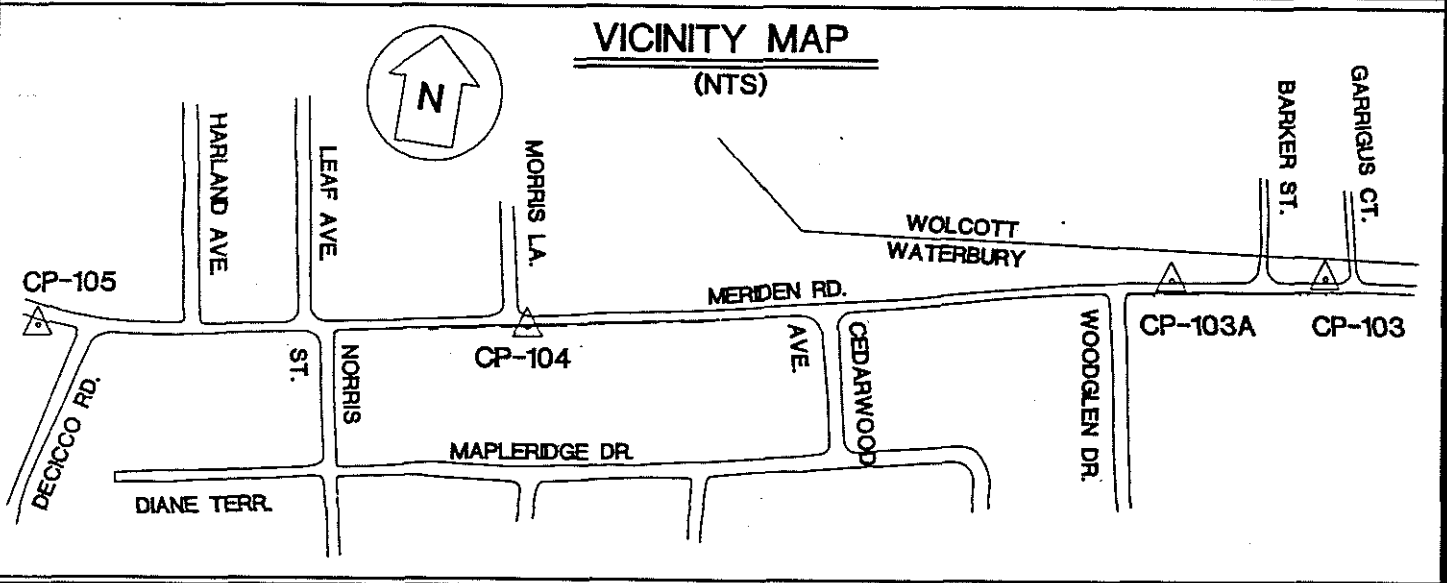 VICINITY MAP
(NTS)
N
HARLAND AVE.
LEAF AVE.
MORRIS LA.
BARKER ST.
GARRIGUS CT.
WOLCOTT
WATERBURY
CP-105
MERIDEN RD.
CP-104
CP-103A
CP-103
DECICCO RD.
ST.
NORRIS
AVE.
CEDARWOOD
WOODGLEN DR.
MAPLERIDGE DR.
DIANE TERR.